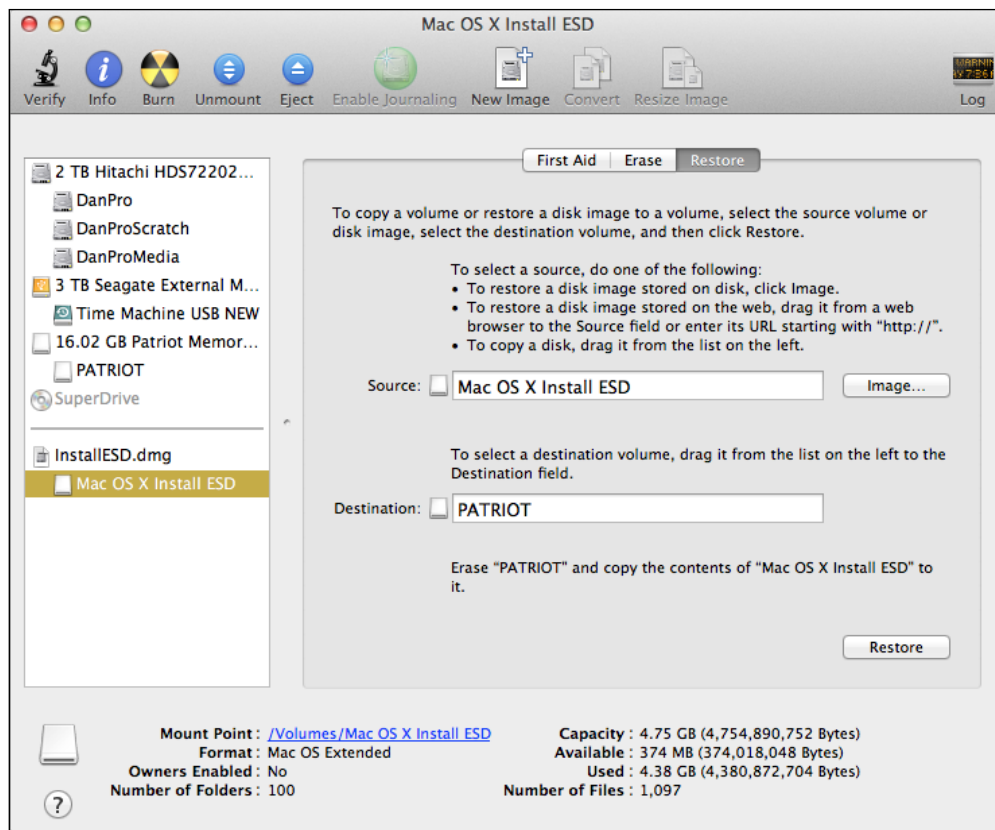 Mac OS X Install ESD
Verify Info Burn Unmount Eject Enable Journaling New Image Convert Resize Image Log
First Aid Erase Restore
2 TB Hitachi HDS72202...
DanPro
DanProScratch
DanProMedia
3 TB Seagate External M...
Time Machine USB NEW
16.02 GB Patriot Memor...
PATRIOT
SuperDrive
InstallESD.dmg
Mac OS X Install ESD
To copy a volume or restore a disk image to a volume, select the source volume or
disk image, select the destination volume, and then click Restore.
To select a source, do one of the following:
• To restore a disk image stored on disk, click Image.
• To restore a disk image stored on the web, drag it from a web
browser to the Source field or enter its URL starting with “http://”.
• To copy a disk, drag it from the list on the left.
Source: Mac OS X Install ESD Image...
To select a destination volume, drag it from the list on the left to the
Destination field.
Destination: PATRIOT
Erase “PATRIOT” and copy the contents of “Mac OS X Install ESD” to
it.
Restore
Mount Point : /Volumes/Mac OS X Install ESD
Format : Mac OS Extended
Owners Enabled : No
Number of Folders : 100
Capacity : 4.75 GB (4,754,890,752 Bytes)
Available : 374 MB (374,018,048 Bytes)
Used : 4.38 GB (4,380,872,704 Bytes)
Number of Files : 1,097
?